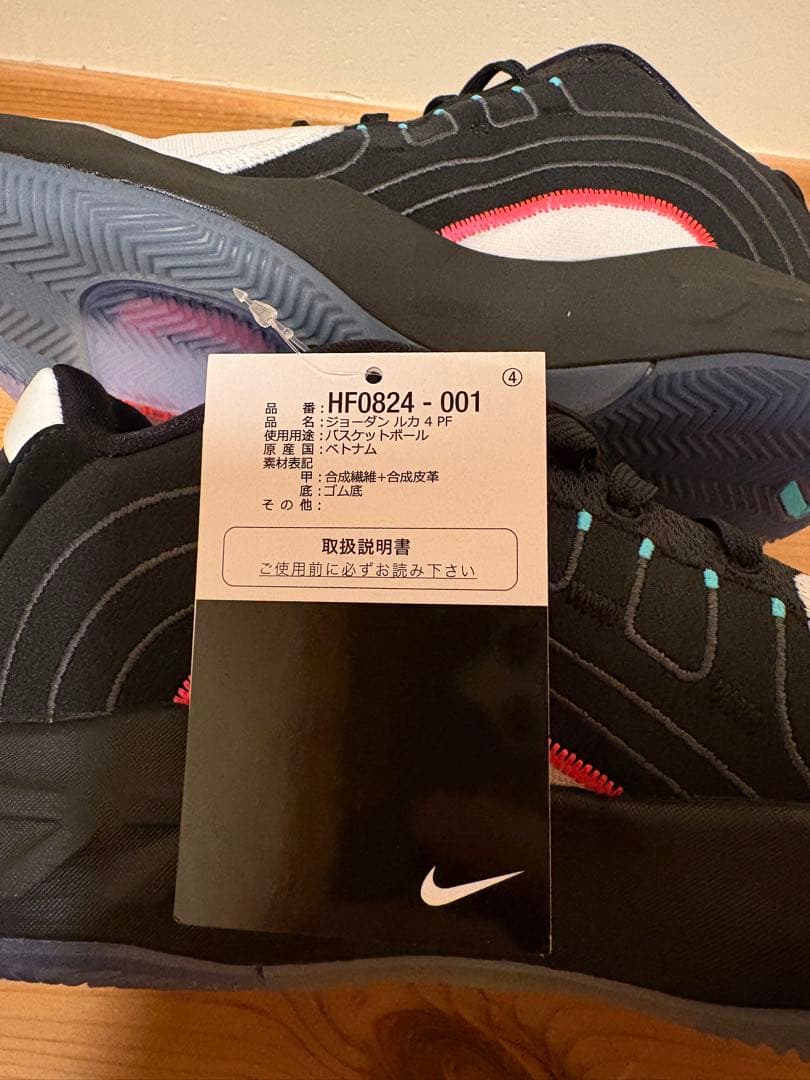 ④
品 番 : HF0824 - 001
品 名 : ジョーダン ルカ 4 PF
使用用途 : バスケットボール
原 産 国 : ベトナム
素材表記
甲 : 合成繊維+合成皮革
底 : ゴム底
そ の 他 :
取扱説明書
ご使用前に必ずお読み下さい